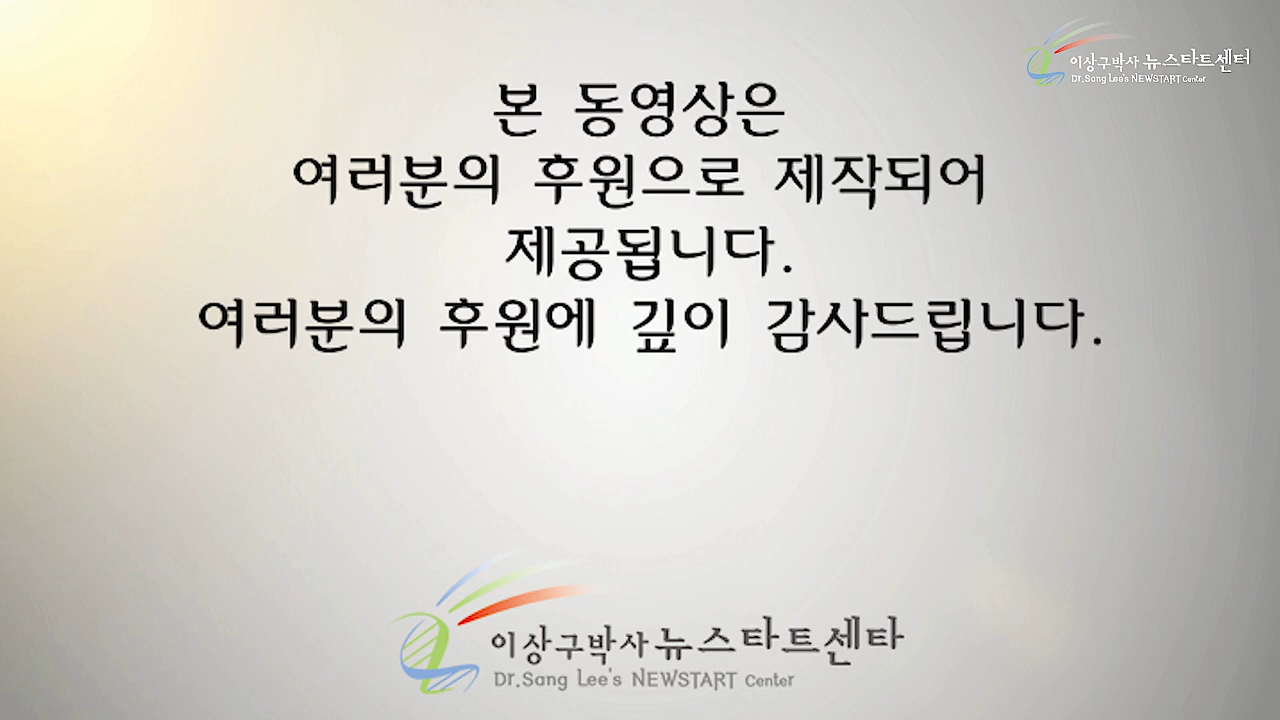 이상구박사 뉴스타트센터
Dr.Sang Lee's NEWSTART Center
본 동영상은
여러분의 후원으로 제작되어
제공됩니다.
여러분의 후원에 깊이 감사드립니다.
이상구박사 뉴스타트센타
Dr.Sang Lee's NEWSTART Center